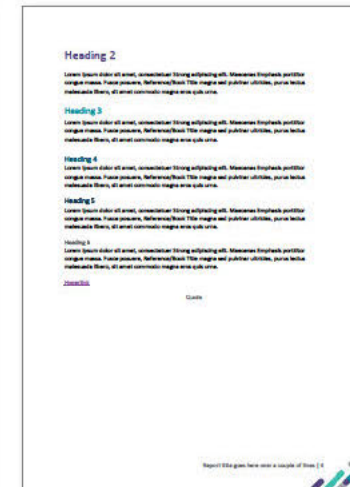 Heading 2
Lorem ipsum dolor sit amet, consectetuer Strong adipiscing elit. Maecenas Emphasis porttitor
congue massa. Fusce posuere, Reference/Book Title magna sed pulvinar ultricies, purus lectus
malesuada libero, sit amet commodo magna eros quis urna.
Heading 3
Lorem ipsum dolor sit amet, consectetuer Strong adipiscing elit. Maecenas Emphasis porttitor
congue massa. Fusce posuere, Reference/Book Title magna sed pulvinar ultricies, purus lectus
malesuada libero, sit amet commodo magna eros quis urna.
Heading 4
Lorem ipsum dolor sit amet, consectetuer Strong adipiscing elit. Maecenas Emphasis porttitor
congue massa. Fusce posuere, Reference/Book Title magna sed pulvinar ultricies, purus lectus
malesuada libero, sit amet commodo magna eros quis urna.
Heading 5
Lorem ipsum dolor sit amet, consectetuer Strong adipiscing elit. Maecenas Emphasis porttitor
congue massa. Fusce posuere, Reference/Book Title magna sed pulvinar ultricies, purus lectus
malesuada libero, sit amet commodo magna eros quis urna.
Heading 6
Lorem ipsum dolor sit amet, consectetuer Strong adipiscing elit. Maecenas Emphasis porttitor
congue massa. Fusce posuere, Reference/Book Title magna sed pulvinar ultricies, purus lectus
malesuada libero, sit amet commodo magna eros quis urna.
Hyperlink
Quote
Report title goes here over a couple of lines |